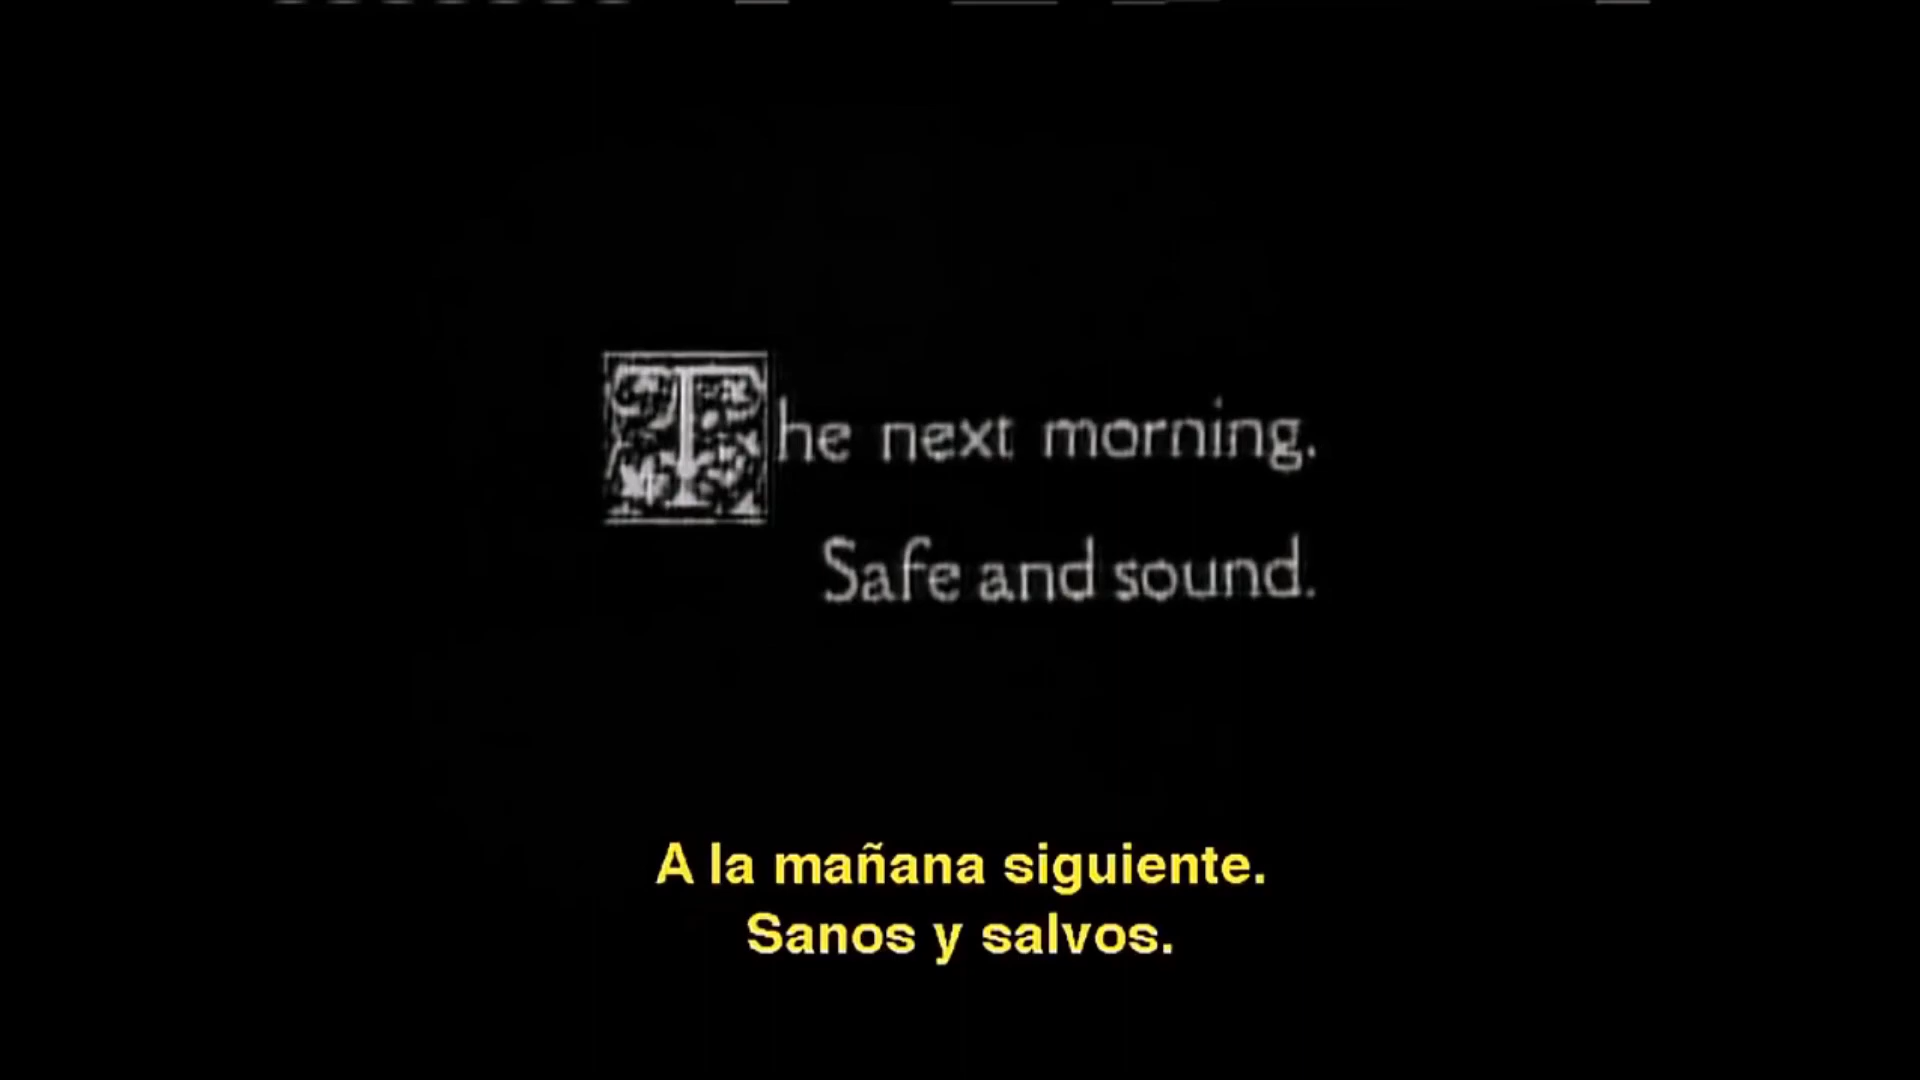 The next morning.
Safe and sound.
A la mañana siguiente.
Sanos y salvos.